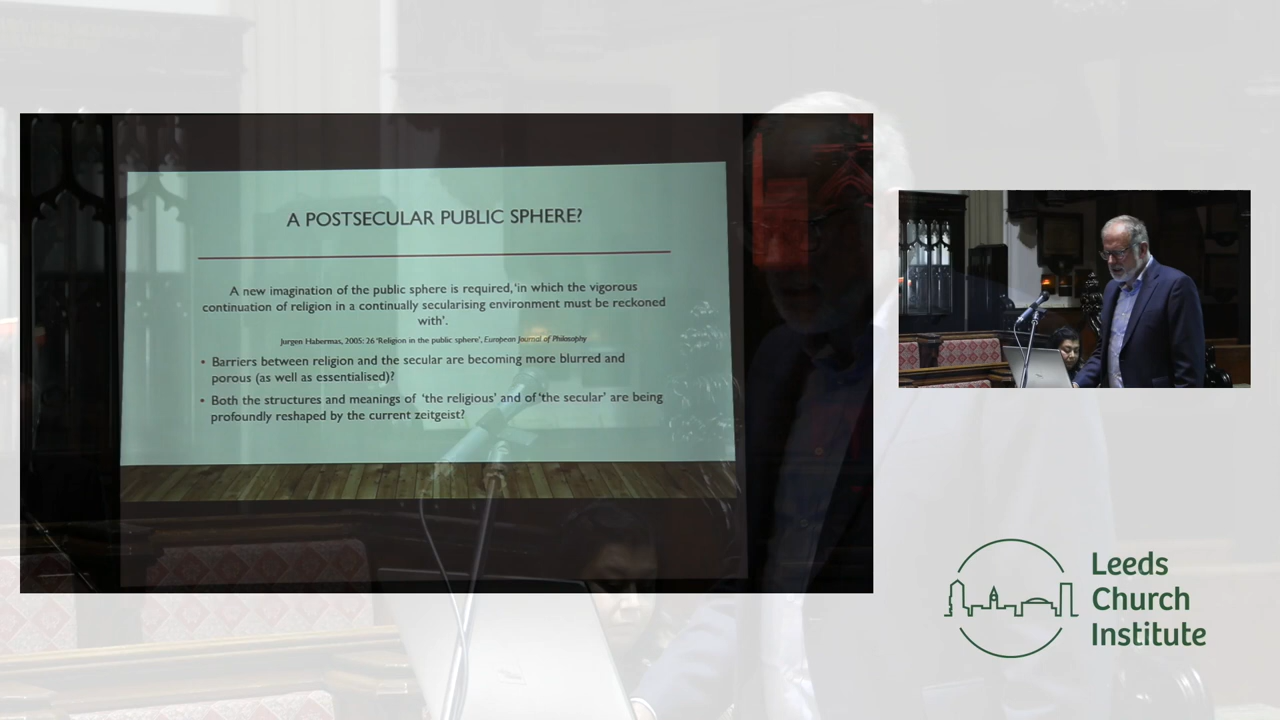 A POSTSECULAR PUBLIC SPHERE?
A new imagination of the public sphere is required, 'in which the vigorous
continuation of religion in a continually secularising environment must be reckoned
with'.
Jurgen Habermas, 2005: 26 'Religion in the public sphere', European Journal of Philosophy
• Barriers between religion and the secular are becoming more blurred and
porous (as well as essentialised)?
• Both the structures and meanings of 'the religious' and of 'the secular' are being
profoundly reshaped by the current zeitgeist?
Leeds
Church
Institute